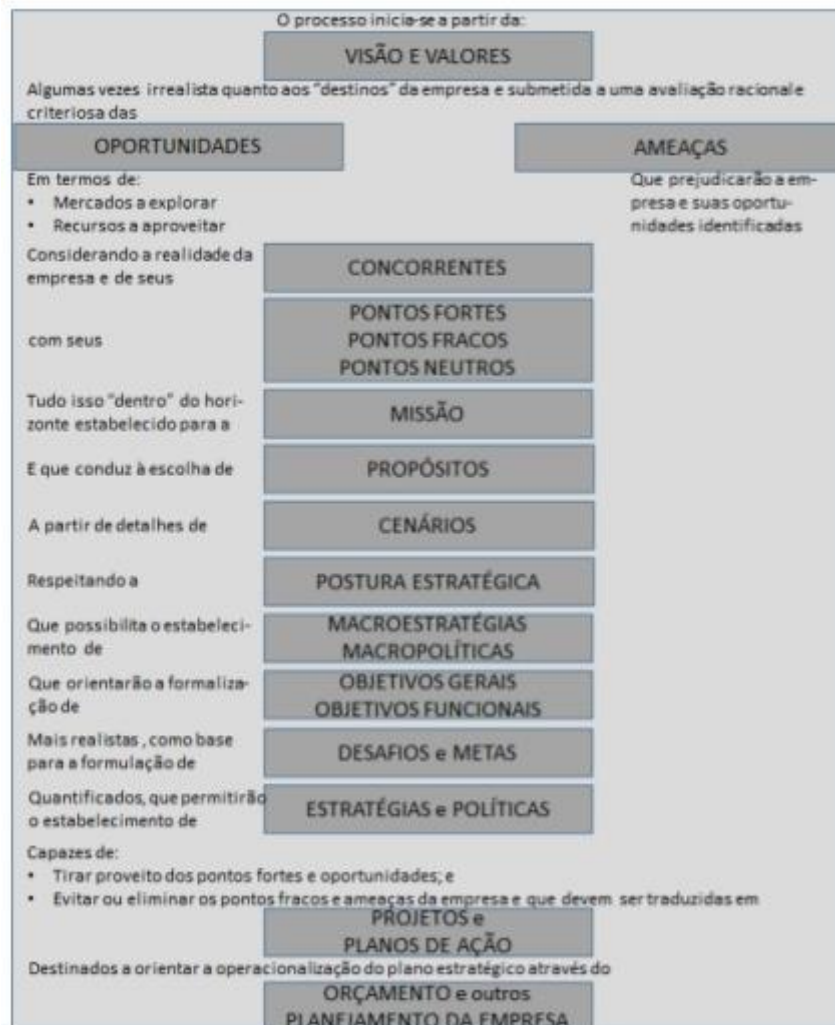 O processo inicia-se a partir da:
VISÃO E VALORES
Algumas vezes irrealista quanto aos "destinos" da empresa e submetida a uma avaliação racional e
criteriosa das
OPORTUNIDADES
AMEAÇAS
Em termos de:
• Mercados a explorar
• Recursos a aproveitar
Que prejudicarão a em-
presa e suas oportu-
nidades identificadas
Considerando a realidade da
empresa e de seus
CONCORRENTES
com seus
PONTOS FORTES
PONTOS FRACOS
PONTOS NEUTROS
Tudo isso "dentro" do hori-
zonte estabelecido para a
MISSÃO
E que conduz à escolha de
PROPÓSITOS
A partir de detalhes de
CENÁRIOS
Respeitando a
POSTURA ESTRATÉGICA
Que possibilita o estabeleci-
mento de
MACROESTRATÉGIAS
MACROPOLÍTICAS
Que orientarão a formaliza-
ção de
OBJETIVOS GERAIS
OBJETIVOS FUNCIONAIS
Mais realistas, como base
para a formulação de
DESAFIOS e METAS
Quantificados, que permitirão
o estabelecimento de
ESTRATÉGIAS e POLÍTICAS
Capazes de:
• Tirar proveito dos pontos fortes e oportunidades; e
• Evitar ou eliminar os pontos fracos e ameaças da empresa e que devem ser traduzidas em
PROJETOS e
PLANOS DE AÇÃO
Destinados a orientar a operacionalização do plano estratégico através do
ORÇAMENTO e outros
PLANEJAMENTO DA EMPRESA